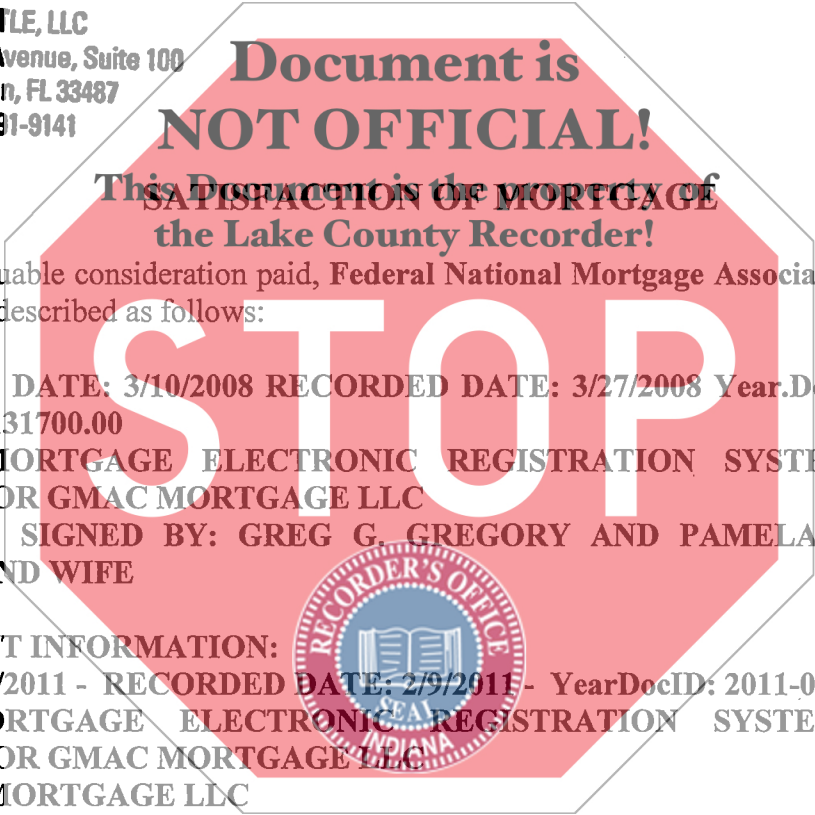 TLE, LLC
venue, Suite 100
n, FL 33487
91-9141
Document is
NOT OFFICIAL!
This Document is the property of
the Lake County Recorder!
SATISFACTION OF MORTGAGE
uable consideration paid, Federal National Mortgage Associa
described as follows:
STOP
DATE: 3/10/2008 RECORDED DATE: 3/27/2008 Year.Do
31700.00
MORTGAGE ELECTRONIC REGISTRATION SYSTE
OR GMAC MORTGAGE LLC
SIGNED BY: GREG G. GREGORY AND PAMELA
ND WIFE
RECORDER'S OFFICE
SEAL
INDIANA
T INFORMATION:
/2011 - RECORDED DATE: 2/9/2011 - YearDocID: 2011-0
ORTGAGE ELECTRONIC REGISTRATION SYSTE
OR GMAC MORTGAGE LLC
MORTGAGE LLC